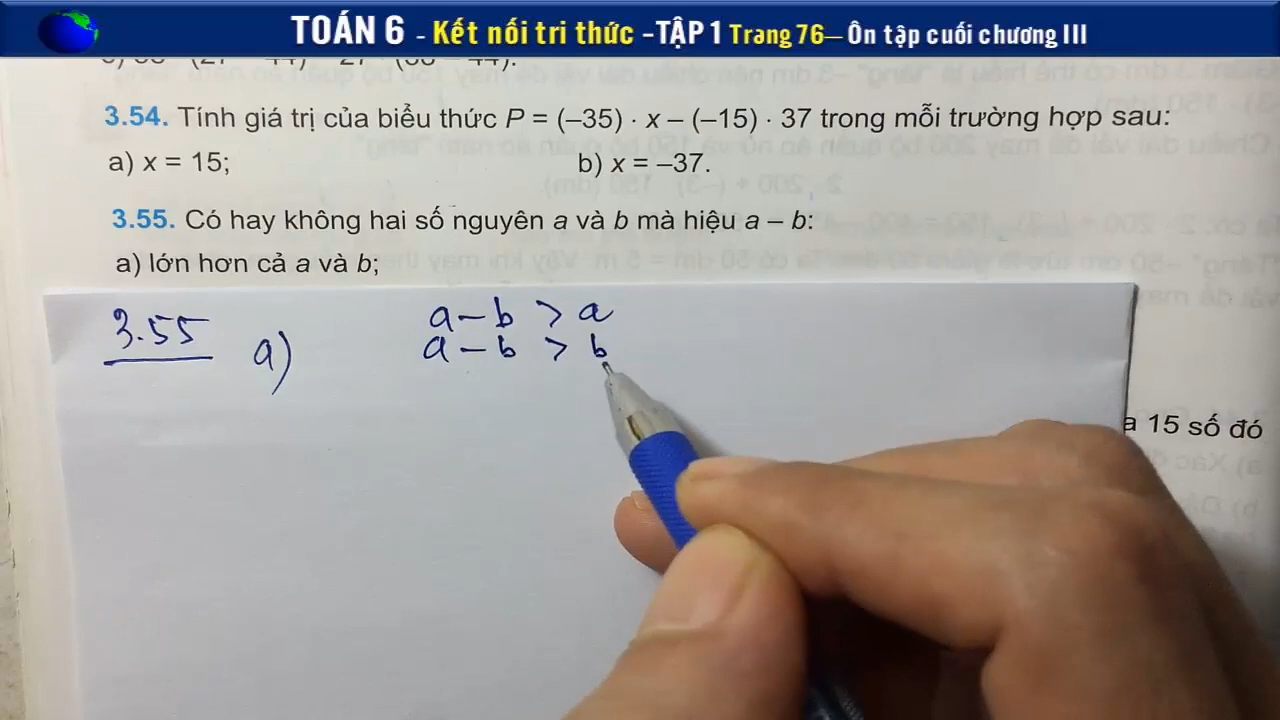 TOÁN 6 - Kết nối tri thức -TẬP 1 Trang 76– Ôn tập cuối chương III
3.54. Tính giá trị của biểu thức P = (–35) · x – (–15) · 37 trong mỗi trường hợp sau:
a) x = 15; b) x = –37.
3.55. Có hay không hai số nguyên a và b mà hiệu a – b:
a) lớn hơn cả a và b;
3.55 a) a – b > a
a – b > b
a 15 số đó